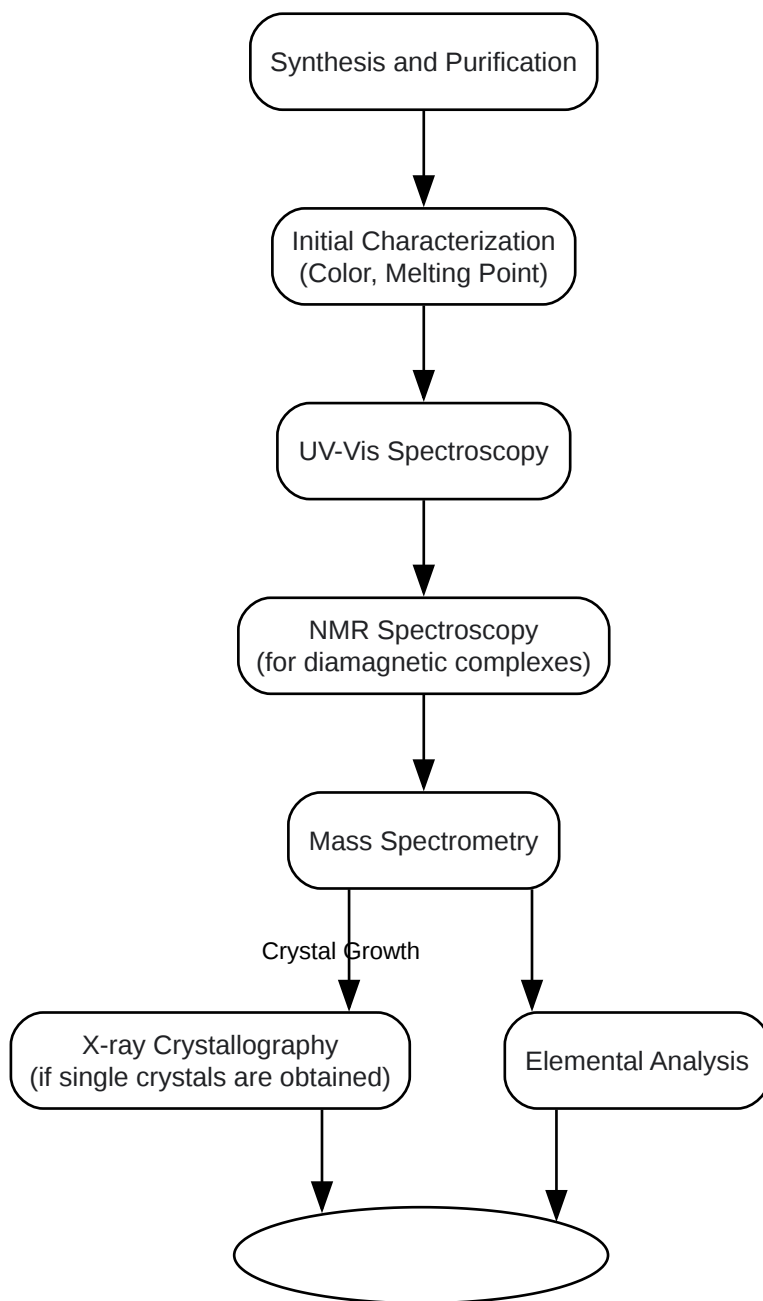 Synthesis and Purification
Initial Characterization
(Color, Melting Point)
UV-Vis Spectroscopy
NMR Spectroscopy
(for diamagnetic complexes)
Mass Spectrometry
Crystal Growth
X-ray Crystallography
(if single crystals are obtained)
Elemental Analysis